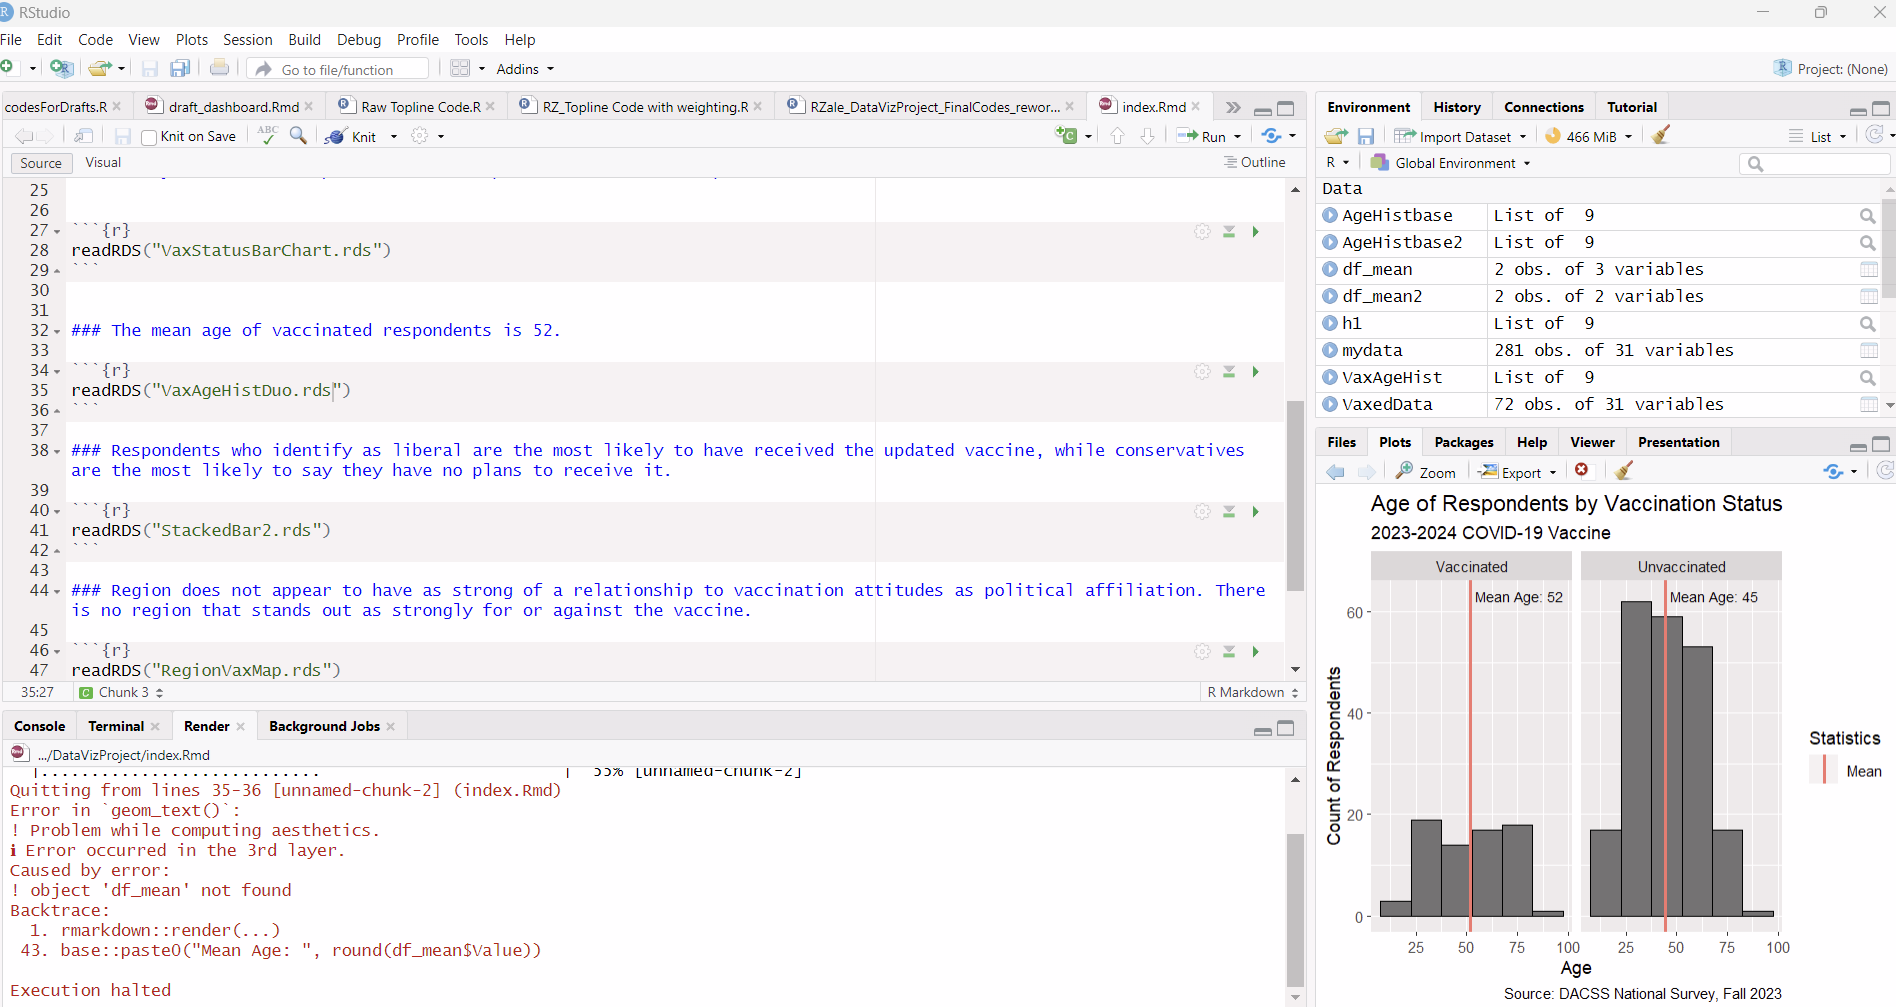 RStudio
File Edit Code View Plots Session Build Debug Profile Tools Help
Go to file/function Addins Project: (None)
codesForDrafts.R draft_dashboard.Rmd Raw Topline Code.R RZ_Topline Code with weighting.R RZale_DataVizProject_FinalCodes_rewor... index.Rmd
Knit on Save ABC Knit Run
Source Visual Outline
25
26
27 ```{r}
28 readRDS("VaxStatusBarChart.rds")
29 ```
30
31
32 ### The mean age of vaccinated respondents is 52.
33
34 ```{r}
35 readRDS("VaxAgeHistDuo.rds")
36 ```
37
38 ### Respondents who identify as liberal are the most likely to have received the updated vaccine, while conservatives
are the most likely to say they have no plans to receive it.
39
40 ```{r}
41 readRDS("StackedBar2.rds")
42 ```
43
44 ### Region does not appear to have as strong of a relationship to vaccination attitudes as political affiliation. There
is no region that stands out as strongly for or against the vaccine.
45
46 ```{r}
47 readRDS("RegionVaxMap.rds")
35:27 C Chunk 3 R Markdown
Console Terminal Render Background Jobs
.../DataVizProject/index.Rmd
|............................ | 55% [unnamed-chunk-2]
Quitting from lines 35-36 [unnamed-chunk-2] (index.Rmd)
Error in `geom_text()`:
! Problem while computing aesthetics.
ℹ Error occurred in the 3rd layer.
Caused by error:
! object 'df_mean' not found
Backtrace:
1. rmarkdown::render(...)
43. base::paste0("Mean Age: ", round(df_mean$Value))
Execution halted
Environment History Connections Tutorial
Import Dataset 466 MiB List
R Global Environment
Data
AgeHistbase List of 9
AgeHistbase2 List of 9
df_mean 2 obs. of 3 variables
df_mean2 2 obs. of 2 variables
h1 List of 9
mydata 281 obs. of 31 variables
VaxAgeHist List of 9
VaxedData 72 obs. of 31 variables
Files Plots Packages Help Viewer Presentation
Zoom Export
Age of Respondents by Vaccination Status
2023-2024 COVID-19 Vaccine
Vaccinated Unvaccinated
Mean Age: 52 Mean Age: 45
60
40
20
0
Count of Respondents
Statistics
Mean
25 50 75 100 25 50 75 100
Age
Source: DACSS National Survey, Fall 2023